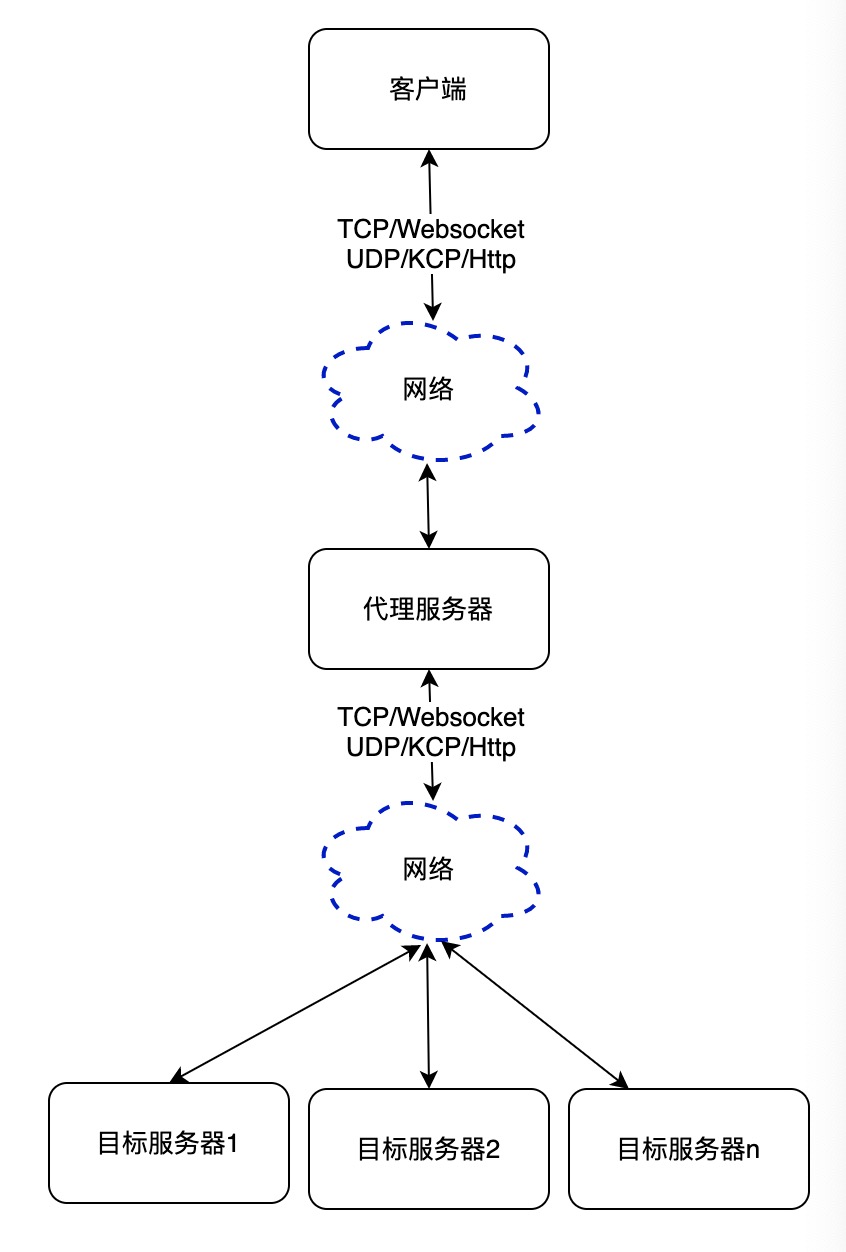 客户端
TCP/Websocket
UDP/KCP/Http
网络
代理服务器
TCP/Websocket
UDP/KCP/Http
网络
目标服务器1
目标服务器2
目标服务器n